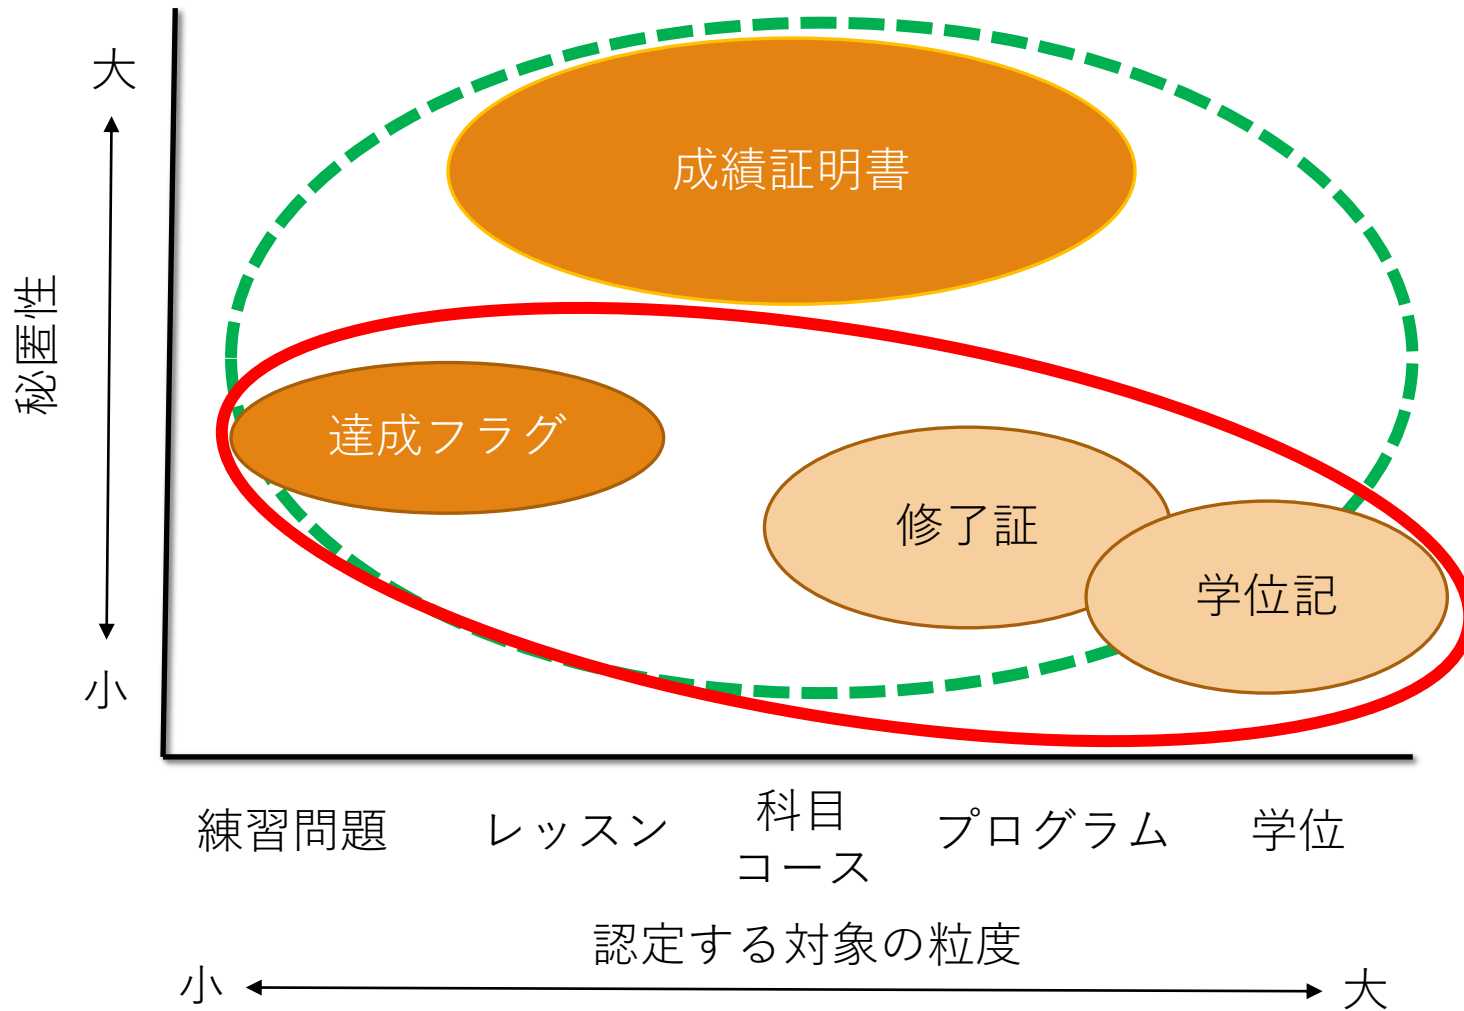 大
成績証明書
秘匿性
達成フラグ
修了証
学位記
小
練習問題
レッスン
科目
コース
プログラム
学位
認定する対象の粒度
小
大